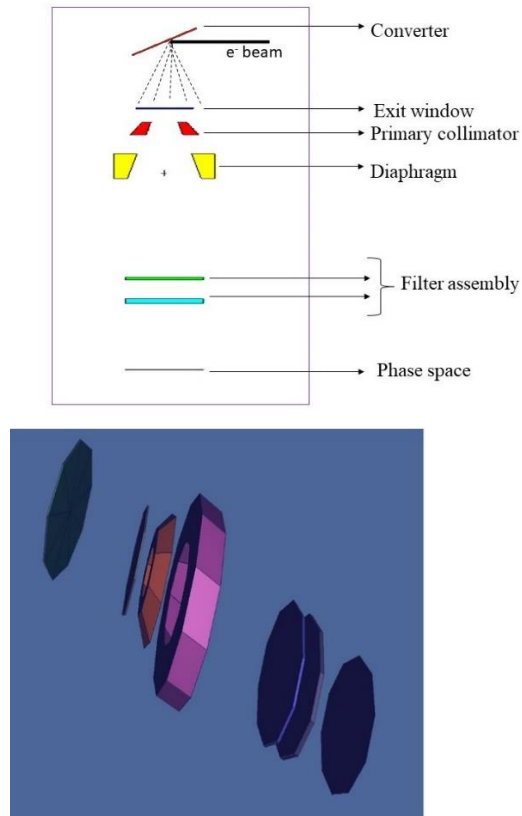 Converter
e⁻ beam
Exit window
Primary collimator
Diaphragm
Filter assembly
Phase space